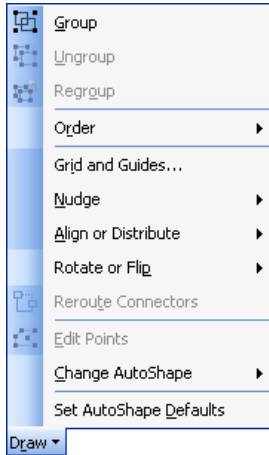 Group
Ungroup
Regroup
Order
Grid and Guides...
Nudge
Align or Distribute
Rotate or Flip
Reroute Connectors
Edit Points
Change AutoShape
Set AutoShape Defaults
Draw